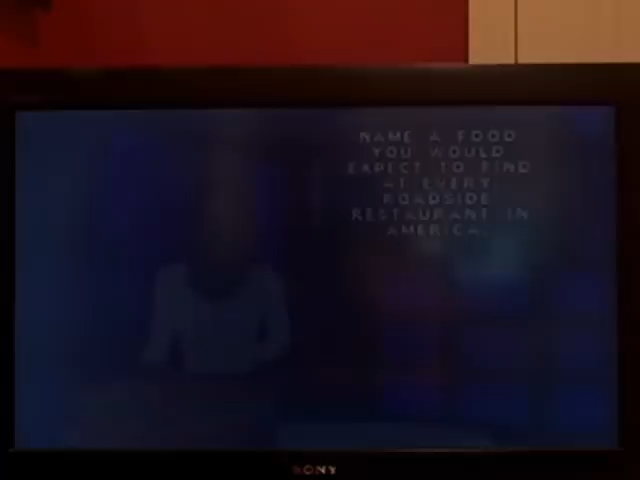 NAME A FOOD
YOU WOULD
EXPECT TO FIND
AT EVERY
ROADSIDE
RESTAURANT IN
AMERICA
SONY